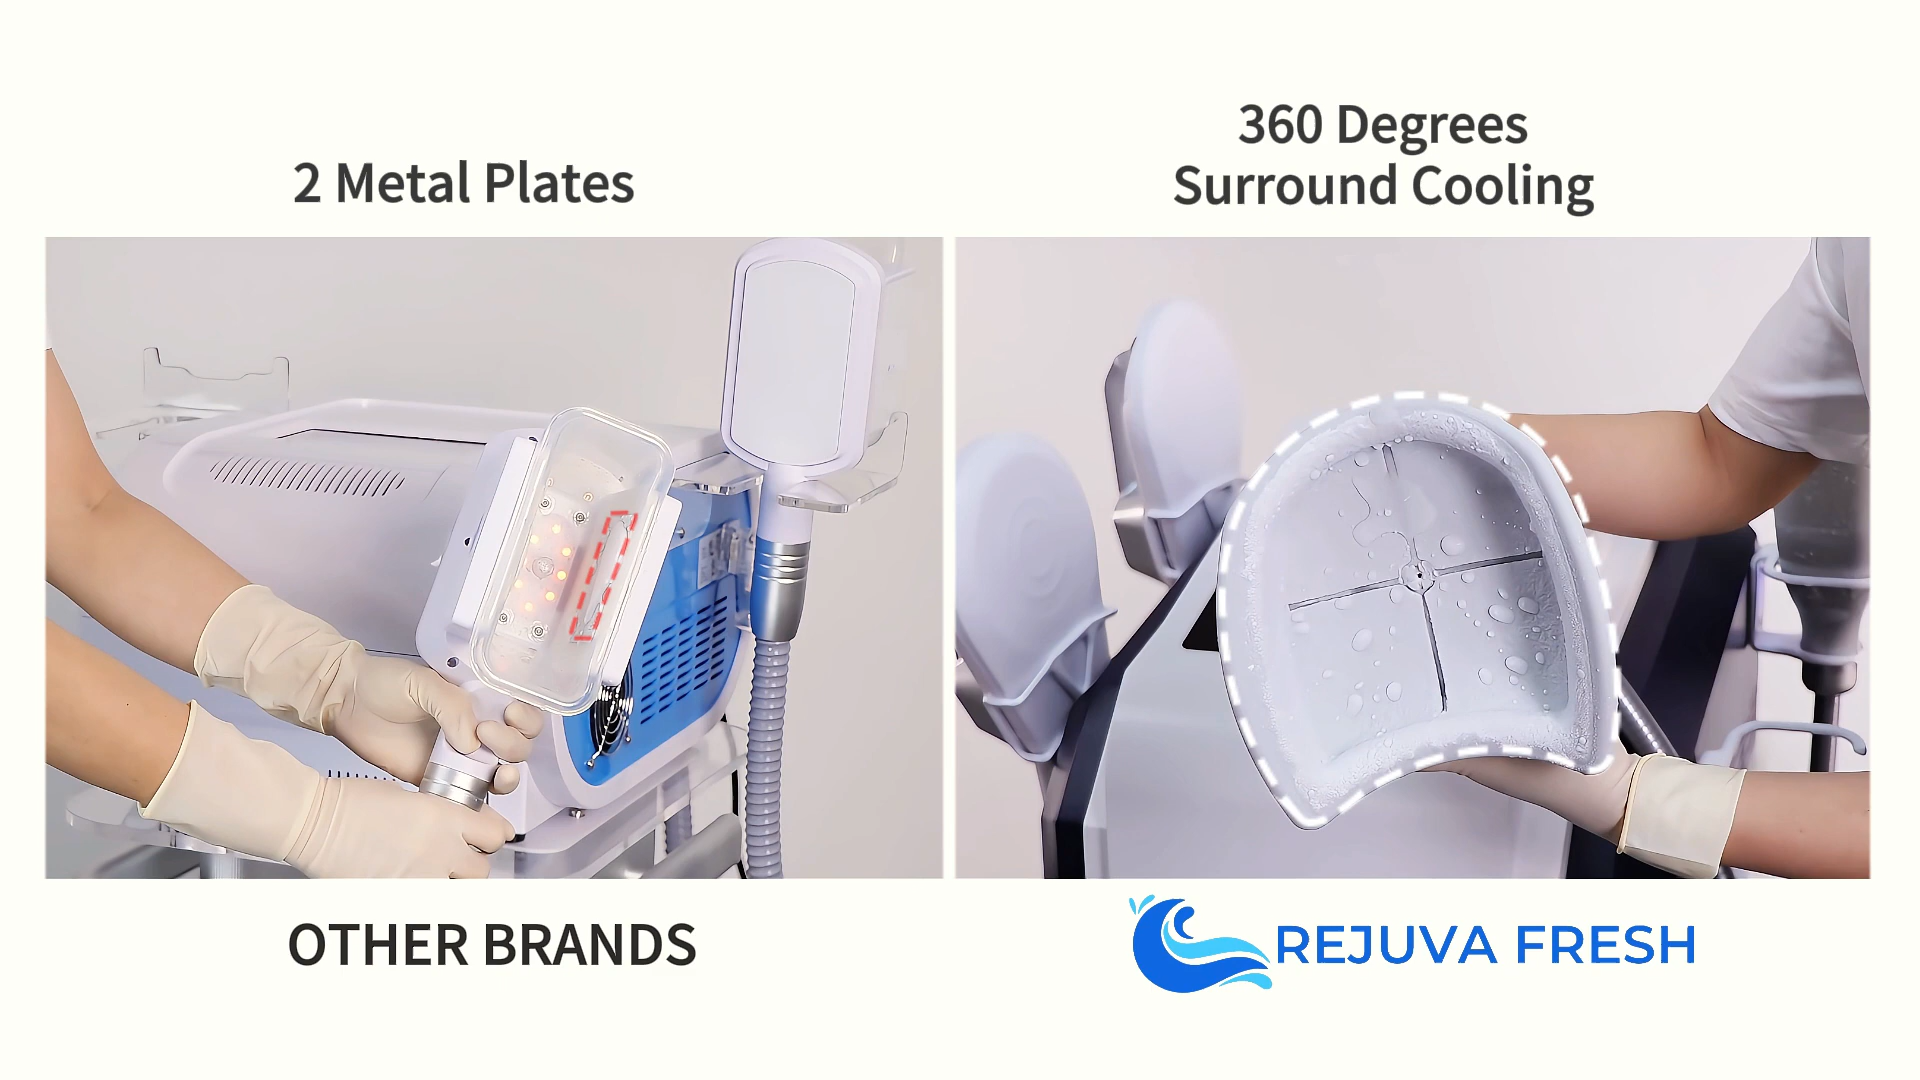 2 Metal Plates
360 Degrees
Surround Cooling
OTHER BRANDS
REJUVA FRESH